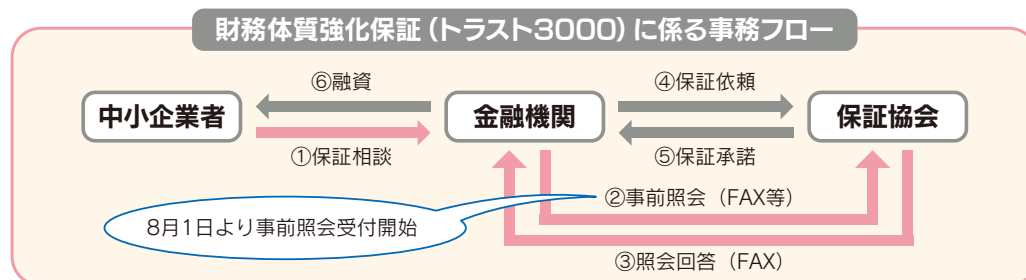 財務体質強化保証（トラスト3000）に係る事務フロー
⑥融資
④保証依頼
中小企業者
金融機関
保証協会
①保証相談
⑤保証承諾
②事前照会（FAX等）
8月1日より事前照会受付開始
③照会回答（FAX）